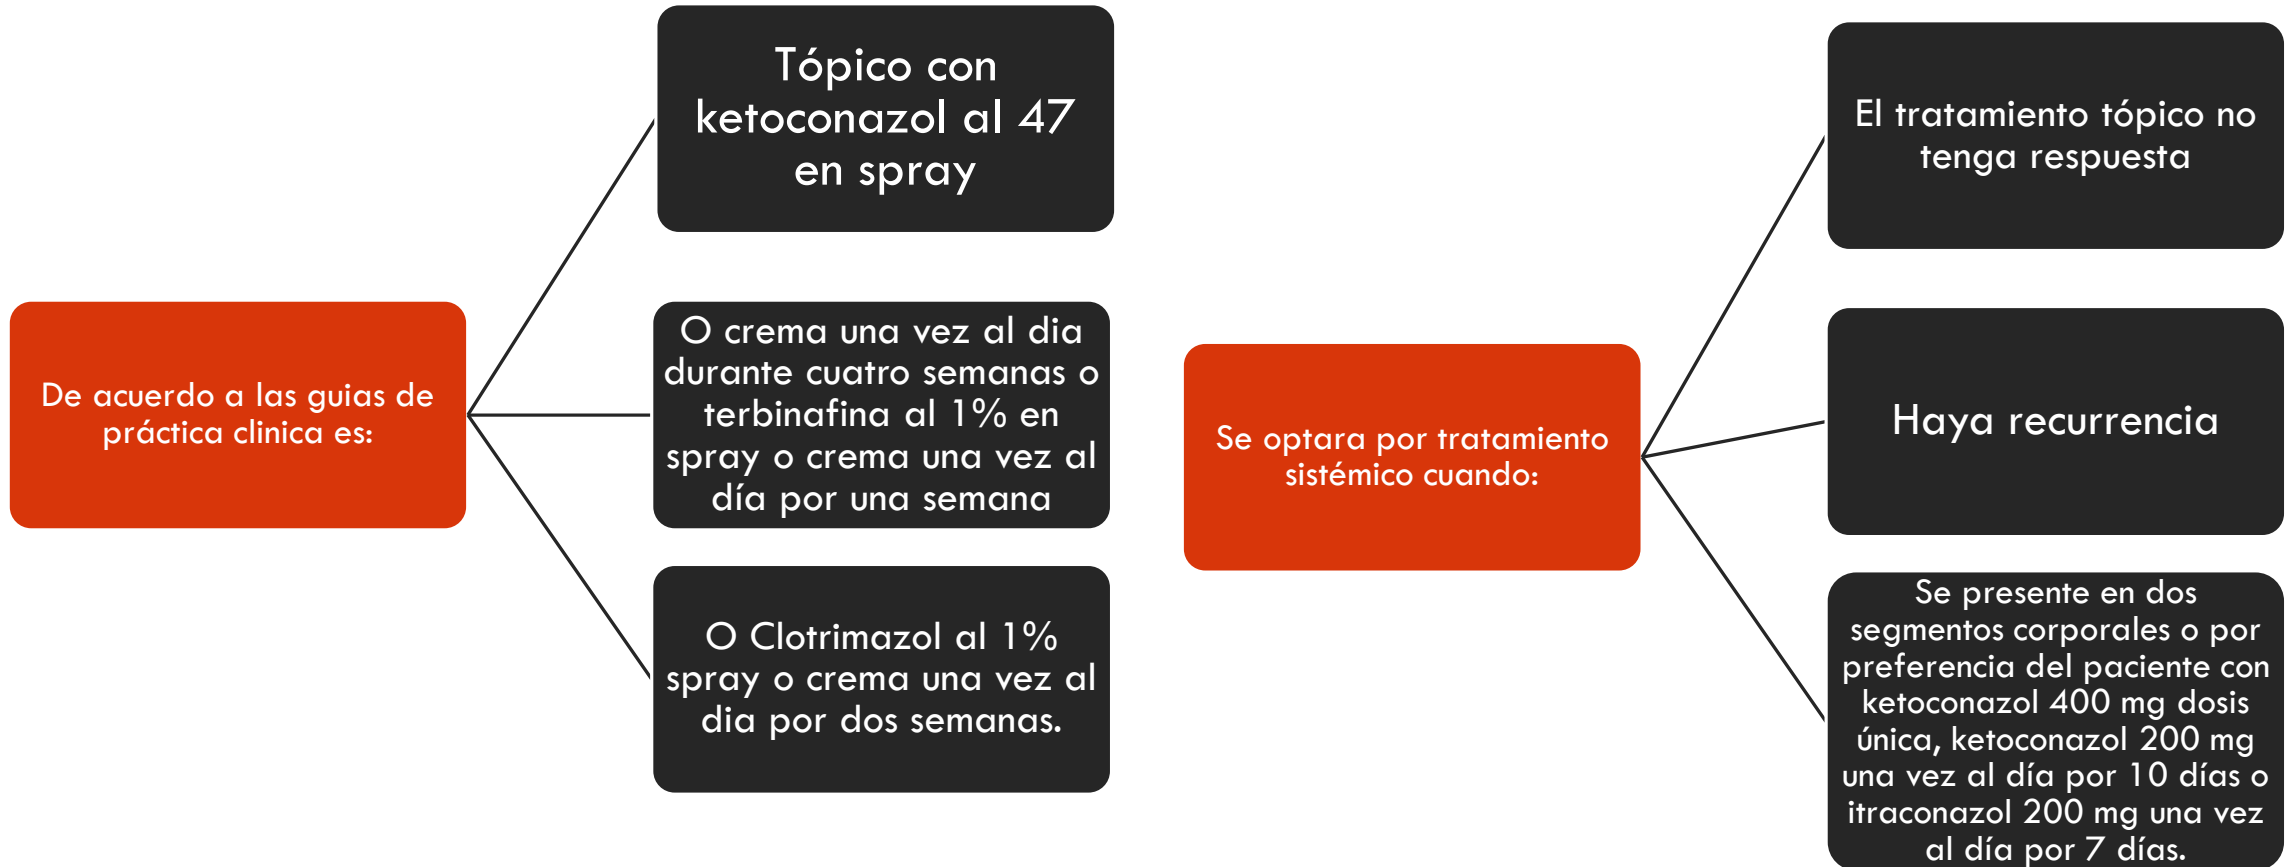 De acuerdo a las guias de
práctica clinica es:
Tópico con
ketoconazol al 47
en spray
O crema una vez al dia
durante cuatro semanas o
terbinafina al 1% en
spray o crema una vez al
día por una semana
O Clotrimazol al 1%
spray o crema una vez al
dia por dos semanas.
Se optara por tratamiento
sistémico cuando:
El tratamiento tópico no
tenga respuesta
Haya recurrencia
Se presente en dos
segmentos corporales o por
preferencia del paciente con
ketoconazol 400 mg dosis
única, ketoconazol 200 mg
una vez al día por 10 días o
itraconazol 200 mg una vez
al día por 7 días.